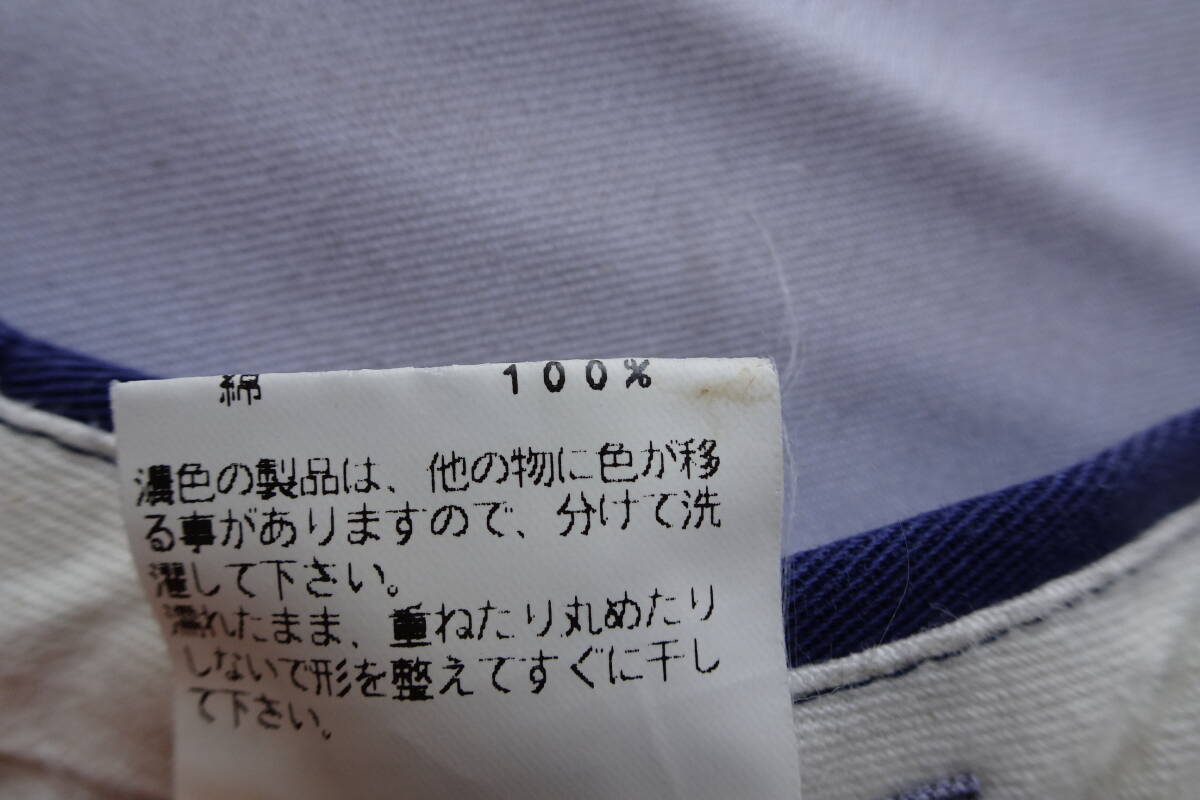 綿 100%
濃色の製品は、他の物に色が移
る事がありますので、分けて洗
濯して下さい。
濡れたまま、重ねたり丸めたり
しないで形を整えてすぐに干し
て下さい。